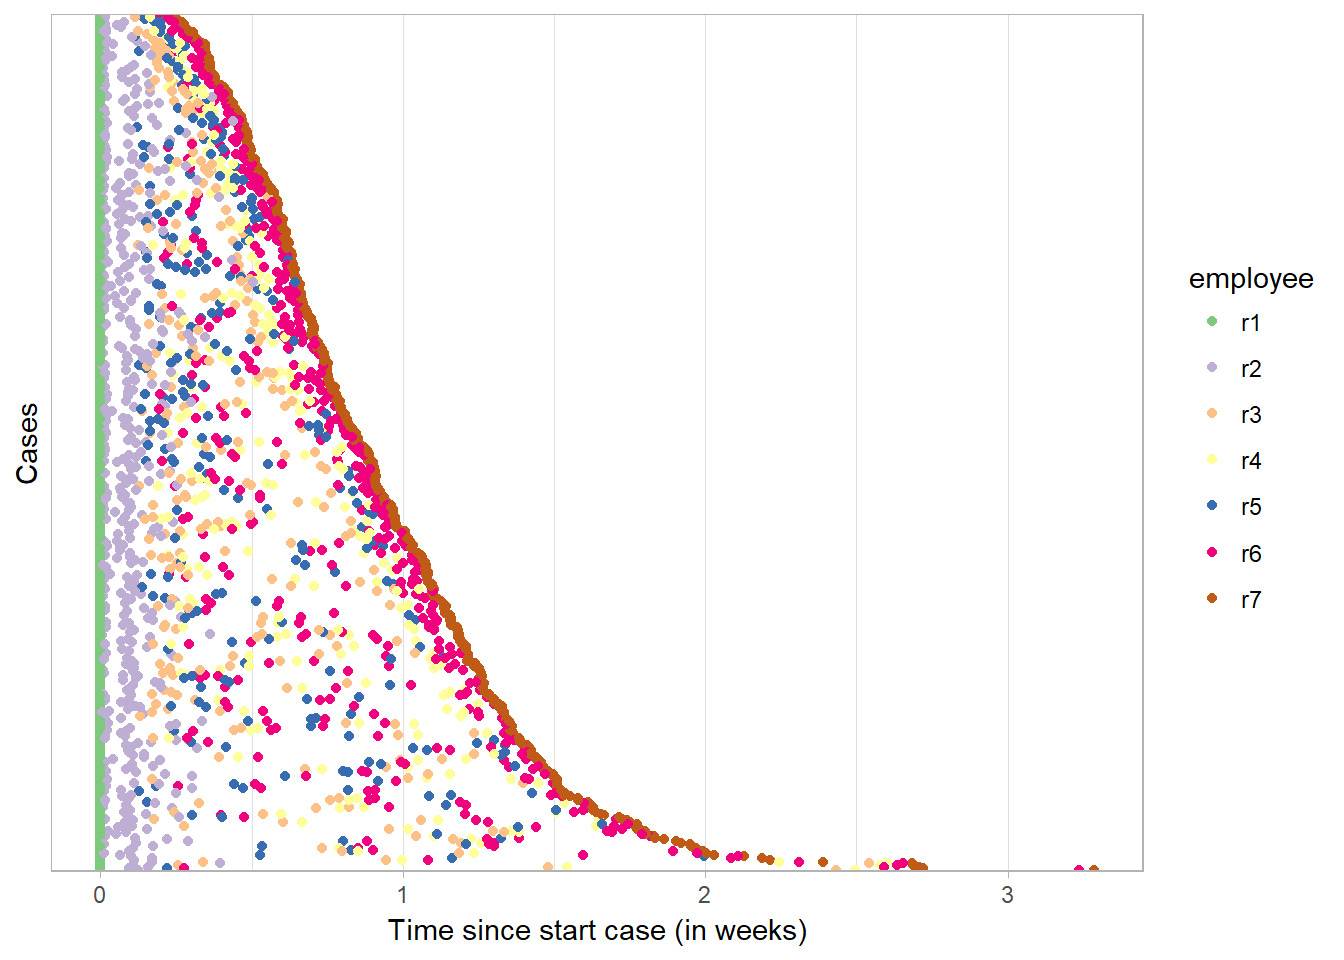 Cases
0
1
2
3
Time since start case (in weeks)
employee
r1
r2
r3
r4
r5
r6
r7